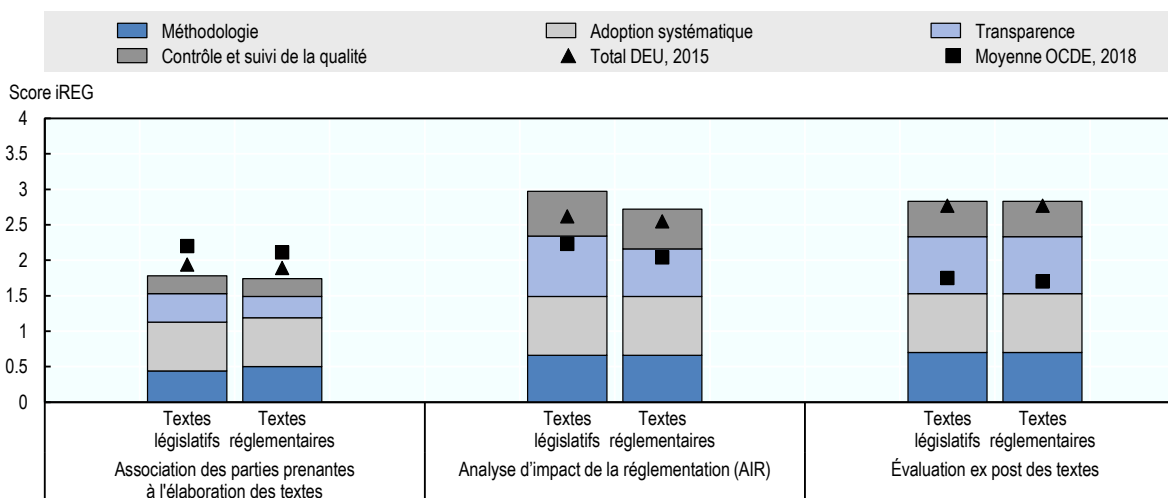 Méthodologie
Adoption systématique
Transparence
Contrôle et suivi de la qualité
Total DEU, 2015
Moyenne OCDE, 2018
Score iREG
4
3.5
3
2.5
2
1.5
1
0.5
0
Textes législatifs
Textes réglementaires
Textes législatifs
Textes réglementaires
Textes législatifs
Textes réglementaires
Association des parties prenantes
à l'élaboration des textes
Analyse d'impact de la réglementation (AIR)
Évaluation ex post des textes